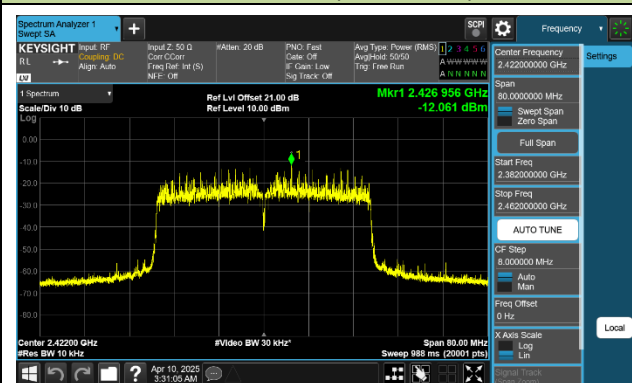 Spectrum Analyzer 1
Swept SA
SCPI
Frequency
KEYSIGHT
RL
Input: RF
Coupling: DC
Align: Auto
Input Z: 50 Ω
Corr CCorr
Freq Ref: Int (S)
NFE: Off
#Atten: 20 dB
PNO: Fast
Gate: Off
IF Gain: Low
Sig Track: Off
Avg Type: Power (RMS)
Avg|Hold: 50/50
Trig: Free Run
1 2 3 4 5 6
A W W W W W
A N N N N N
LW
1 Spectrum
Scale/Div 10 dB
Log
Ref Lvl Offset 21.00 dB
Ref Level 10.00 dBm
Mkr1 2.426 956 GHz
-12.061 dBm
1
0.00
-10.0
-20.0
-30.0
-40.0
-50.0
-60.0
-70.0
-80.0
Center 2.42200 GHz
#Res BW 10 kHz
#Video BW 30 kHz*
Span 80.00 MHz
Sweep 988 ms (20001 pts)
Center Frequency
2.422000000 GHz
Span
80.0000000 MHz
Swept Span
Zero Span
Full Span
Start Freq
2.382000000 GHz
Stop Freq
2.462000000 GHz
AUTO TUNE
CF Step
8.000000 MHz
Auto
Man
Freq Offset
0 Hz
X Axis Scale
Log
Lin
Signal Track
(Span Zoom)
Settings
Local
?
Apr 10, 2025
3:31:05 AM